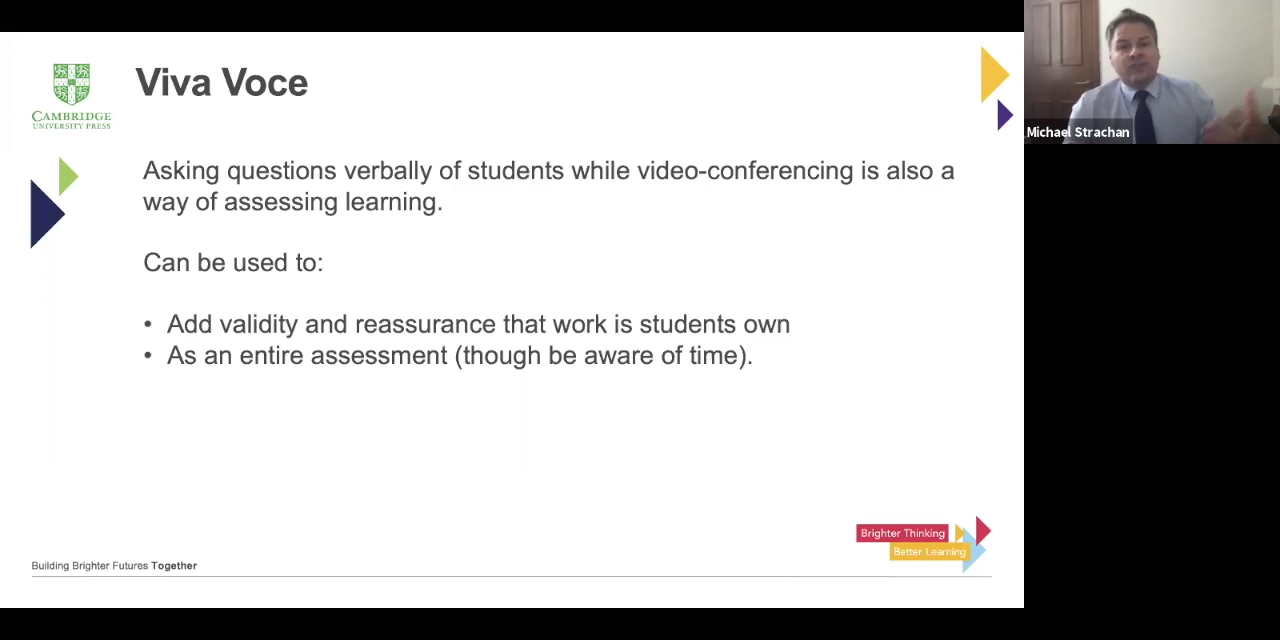 Viva Voce
CAMBRIDGE
UNIVERSITY PRESS
Michael Strachan
Asking questions verbally of students while video-conferencing is also a
way of assessing learning.
Can be used to:
• Add validity and reassurance that work is students own
• As an entire assessment (though be aware of time).
Brighter Thinking
Better Learning
Building Brighter Futures Together